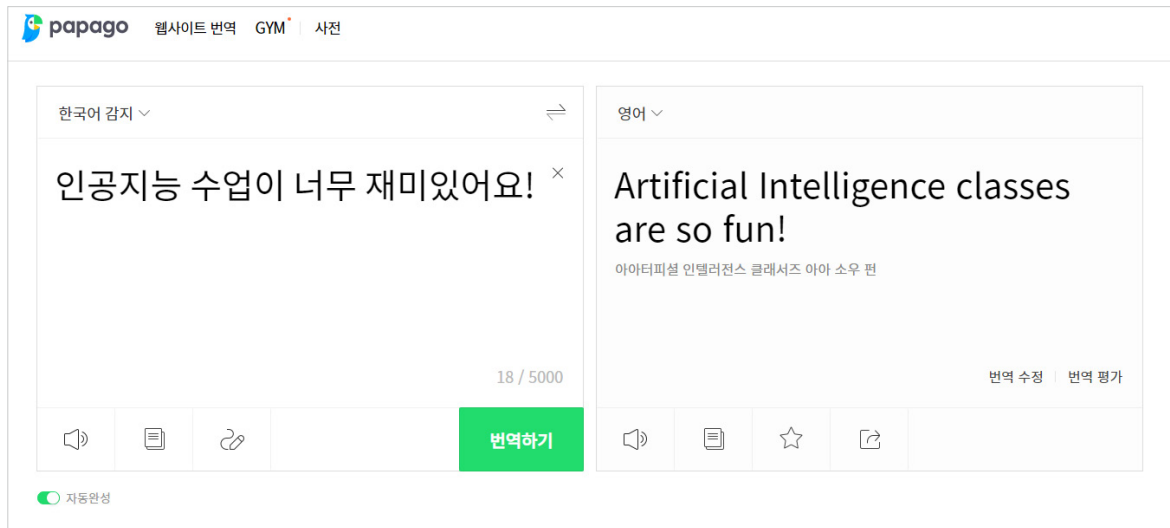 papago 웹사이트 번역 GYM 사전
한국어 감지
인공지능 수업이 너무 재미있어요!
18 / 5000
번역하기
영어
Artificial Intelligence classes
are so fun!
아아터피셜 인텔러전스 클래서즈 아아 소우 펀
번역 수정 번역 평가
자동완성